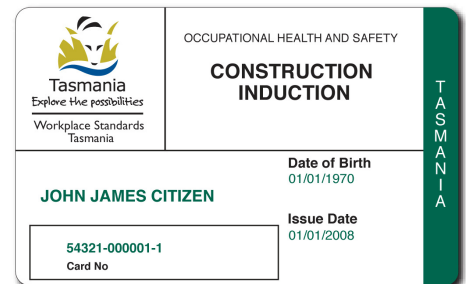 Tasmania
Explore the possibilities
Workplace Standards
Tasmania
OCCUPATIONAL HEALTH AND SAFETY
CONSTRUCTION
INDUCTION
TASMANIA
Date of Birth
01/01/1970
JOHN JAMES CITIZEN
Issue Date
01/01/2008
54321-000001-1
Card No